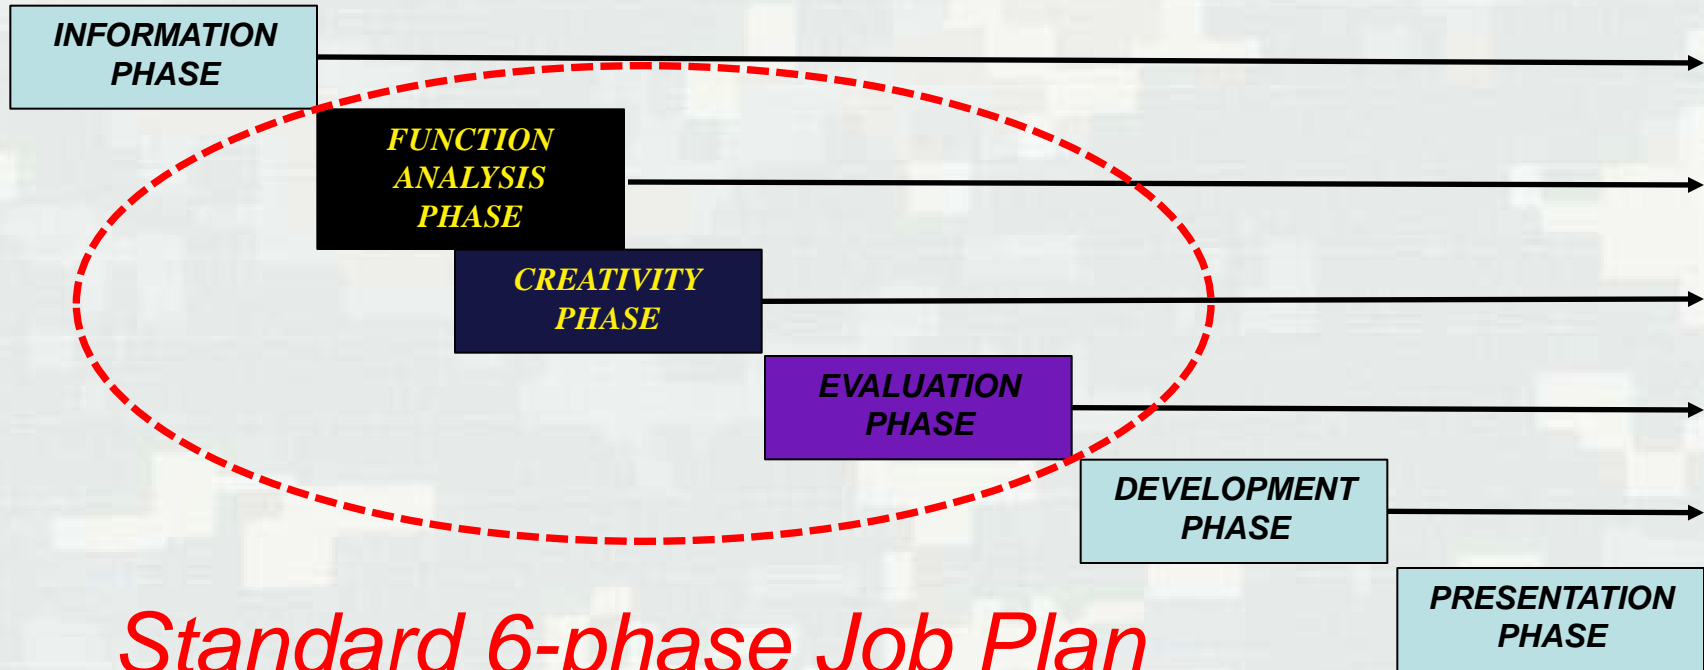 INFORMATION
PHASE
FUNCTION
ANALYSIS
PHASE
CREATIVITY
PHASE
EVALUATION
PHASE
DEVELOPMENT
PHASE
PRESENTATION
PHASE
Standard 6-phase Job Plan